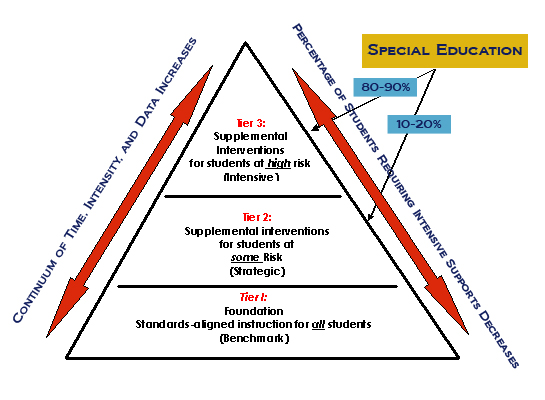 Special Education
80-90%
10-20%
Continuum of Time, Intensity, and Data Increases
Percentage of Students Requiring Intensive Supports Decreases
Tier 3:
Supplemental
Interventions
for students at high risk
(Intensive)
Tier 2:
Supplemental interventions
for students at
some Risk
(Strategic)
Tier I:
Foundation
Standards-aligned instruction for all students
(Benchmark)